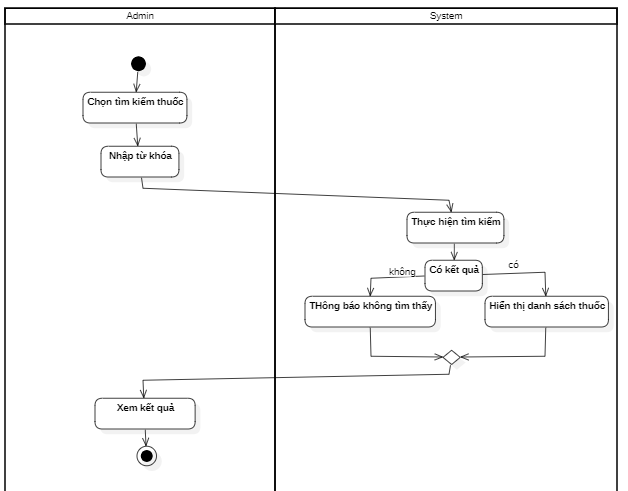 Admin
System
Chọn tìm kiếm thuốc
Nhập từ khóa
Thực hiện tìm kiếm
Có kết quả
không
có
THông báo không tìm thấy
Hiển thị danh sách thuốc
Xem kết quả